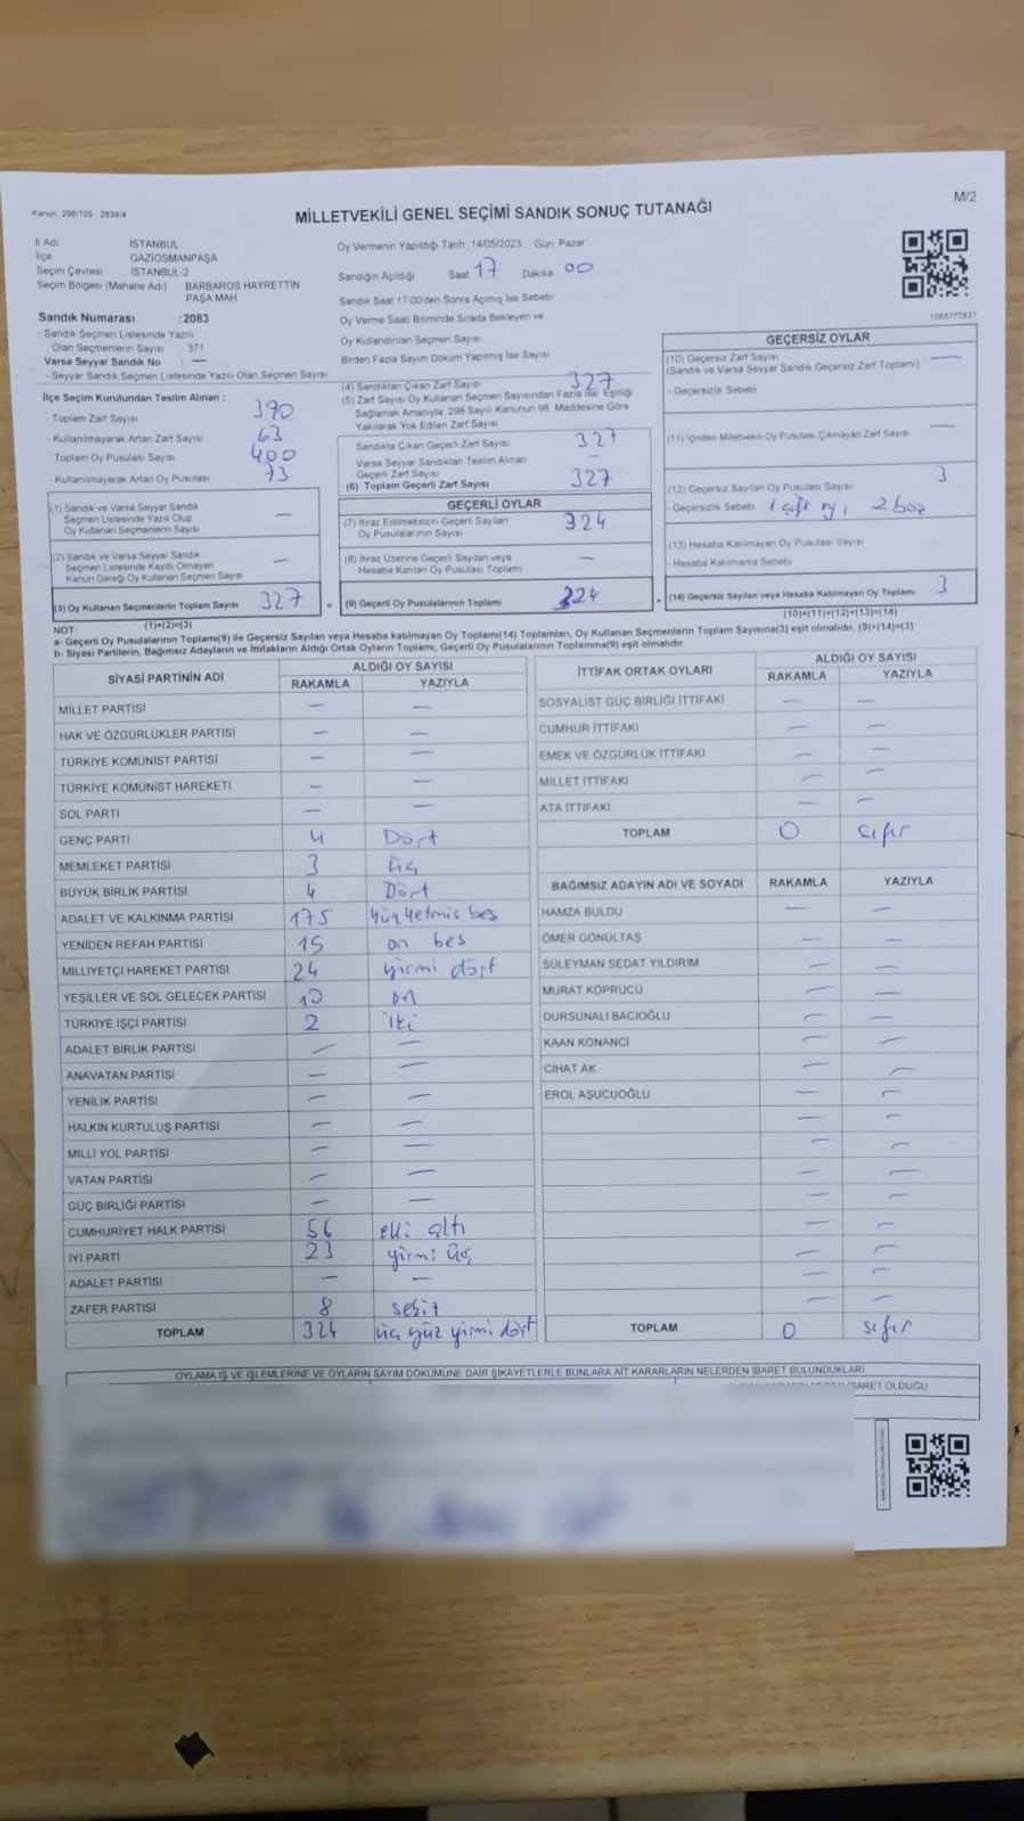 Kanun: 298/105 2839/4
MİLLETVEKİLİ GENEL SEÇİMİ SANDIK SONUÇ TUTANAĞI
M/2
İl Adı İSTANBUL
İlçe GAZİOSMANPAŞA
Seçim Çevresi İSTANBUL-2
Seçim Bölgesi (Mahalle Adı) BARBAROS HAYRETTİN PAŞA MAH
Sandık Numarası :2083
- Sandık Seçmen Listesinde Yazılı Olan Seçmenlerin Sayısı 371
Varsa Seyyar Sandık No —
- Seyyar Sandık Seçmen Listesinde Yazılı Olan Seçmen Sayısı
İlçe Seçim Kurulundan Teslim Alınan :
- Toplam Zarf Sayısı 390
- Kullanılmayarak Artan Zarf Sayısı 63
Toplam Oy Pusulası Sayısı 400
- Kullanılmayarak Artan Oy Pusulası 73
(1) Sandık ve Varsa Seyyar Sandık Seçmen Listesinde Yazılı Olup Oy Kullanan Seçmenlerin Sayısı —
(2) Sandık ve Varsa Seyyar Sandık Seçmen Listesinde Kayıtlı Olmayan Kanun Gereği Oy Kullanan Seçmen Sayısı —
(3) Oy Kullanan Seçmenlerin Toplam Sayısı 327
(1)+(2)=(3)
Oy Vermenin Yapıldığı Tarih :14/05/2023 Gün Pazar
Sandığın Açıldığı Saat 17 Dakika 00
Sandık Saat 17:00'den Sonra Açılmış İse Sebebi
Oy Verme Saati Bitiminde Sırada Bekleyen ve
Oy Kullandırılan Seçmen Sayısı
Birden Fazla Sayım Döküm Yapılmış İse Sayısı
(4) Sandıktan Çıkan Zarf Sayısı 327
(5) Zarf Sayısı Oy Kullanan Seçmen Sayısından Fazla İse, Eşitliği Sağlamak Amacıyla, 298 Sayılı Kanunun 98. Maddesine Göre Yakılarak Yok Edilen Zarf Sayısı
Sandıkta Çıkan Geçerli Zarf Sayısı 327
Varsa Seyyar Sandıktan Teslim Alınan Geçerli Zarf Sayısı —
(6) Toplam Geçerli Zarf Sayısı 327
GEÇERLİ OYLAR
(7) İtiraz Edilmeksizin Geçerli Sayılan Oy Pusulalarının Sayısı 324
(8) İtiraz Üzerine Geçerli Sayılan veya Hesaba Katılan Oy Pusulası Toplamı —
(9) Geçerli Oy Pusulalarının Toplamı 324
GEÇERSİZ OYLAR
(10) Geçersiz Zarf Sayısı (Sandık ve Varsa Seyyar Sandık Geçersiz Zarf Toplamı) —
- Geçersizlik Sebebi
(11) İçinden Milletvekili Oy Pusulası Çıkmayan Zarf Sayısı —
(12) Geçersiz Sayılan Oy Pusulası Sayısı 3
- Geçersizlik Sebebi 1 çift oy, 2 boş
(13) Hesaba Katılmayan Oy Pusulası Sayısı
- Hesaba Katılmama Sebebi
(14) Geçersiz Sayılan veya Hesaba Katılmayan Oy Toplamı 3
(10)+(11)+(12)+(13)=(14)
NOT
a- Geçerli Oy Pusulalarının Toplamı(9) ile Geçersiz Sayılan veya Hesaba katılmayan Oy Toplamı(14) Toplamları, Oy Kullanan Seçmenlerin Toplam Sayısına(3) eşit olmalıdır. (9)+(14)=(3)
b- Siyasi Partilerin, Bağımsız Adayların ve İttifakların Aldığı Ortak Oyların Toplamı, Geçerli Oy Pusulalarının Toplamına(9) eşit olmalıdır.
SİYASİ PARTİNİN ADI ALDIĞI OY SAYISI
RAKAMLA YAZIYLA
MİLLET PARTİSİ — —
HAK VE ÖZGÜRLÜKLER PARTİSİ — —
TÜRKİYE KOMÜNİST PARTİSİ — —
TÜRKİYE KOMÜNİST HAREKETİ — —
SOL PARTİ — —
GENÇ PARTİ 4 Dört
MEMLEKET PARTİSİ 3 üç
BÜYÜK BİRLİK PARTİSİ 4 Dört
ADALET VE KALKINMA PARTİSİ 175 yüz yetmis bes
YENİDEN REFAH PARTİSİ 15 on bes
MİLLİYETÇİ HAREKET PARTİSİ 24 yirmi dört
YEŞİLLER VE SOL GELECEK PARTİSİ 10 on
TÜRKİYE İŞÇİ PARTİSİ 2 iki
ADALET BİRLİK PARTİSİ — —
ANAVATAN PARTİSİ — —
YENİLİK PARTİSİ — —
HALKIN KURTULUŞ PARTİSİ — —
MİLLİ YOL PARTİSİ — —
VATAN PARTİSİ — —
GÜÇ BİRLİĞİ PARTİSİ — —
CUMHURİYET HALK PARTİSİ 56 elli altı
İYİ PARTİ 23 yirmi üç
ADALET PARTİSİ — —
ZAFER PARTİSİ 8 sekiz
TOPLAM 324 üç yüz yirmi dört
İTTİFAK ORTAK OYLARI ALDIĞI OY SAYISI
RAKAMLA YAZIYLA
SOSYALİST GÜÇ BİRLİĞİ İTTİFAKI — —
CUMHUR İTTİFAKI — —
EMEK VE ÖZGÜRLÜK İTTİFAKI — —
MİLLET İTTİFAKI — —
ATA İTTİFAKI — —
TOPLAM 0 sıfır
BAĞIMSIZ ADAYIN ADI VE SOYADI RAKAMLA YAZIYLA
HAMZA BULDU — —
ÖMER GÖNÜLTAŞ — —
SÜLEYMAN SEDAT YILDIRIM — —
MURAT KÖPRÜCÜ — —
DURSUNALİ BACIOĞLU — —
KAAN KONANCİ — —
CİHAT AK — —
EROL AŞUCUOĞLU — —
TOPLAM 0 sıfır
OYLAMA İŞ VE İŞLEMLERİNE VE OYLARIN SAYIM DÖKÜMÜNE DAİR ŞİKAYETLERLE BUNLARA AİT KARARLARIN NELERDEN İBARET BULUNDUKLARI
İBARET OLDUĞU